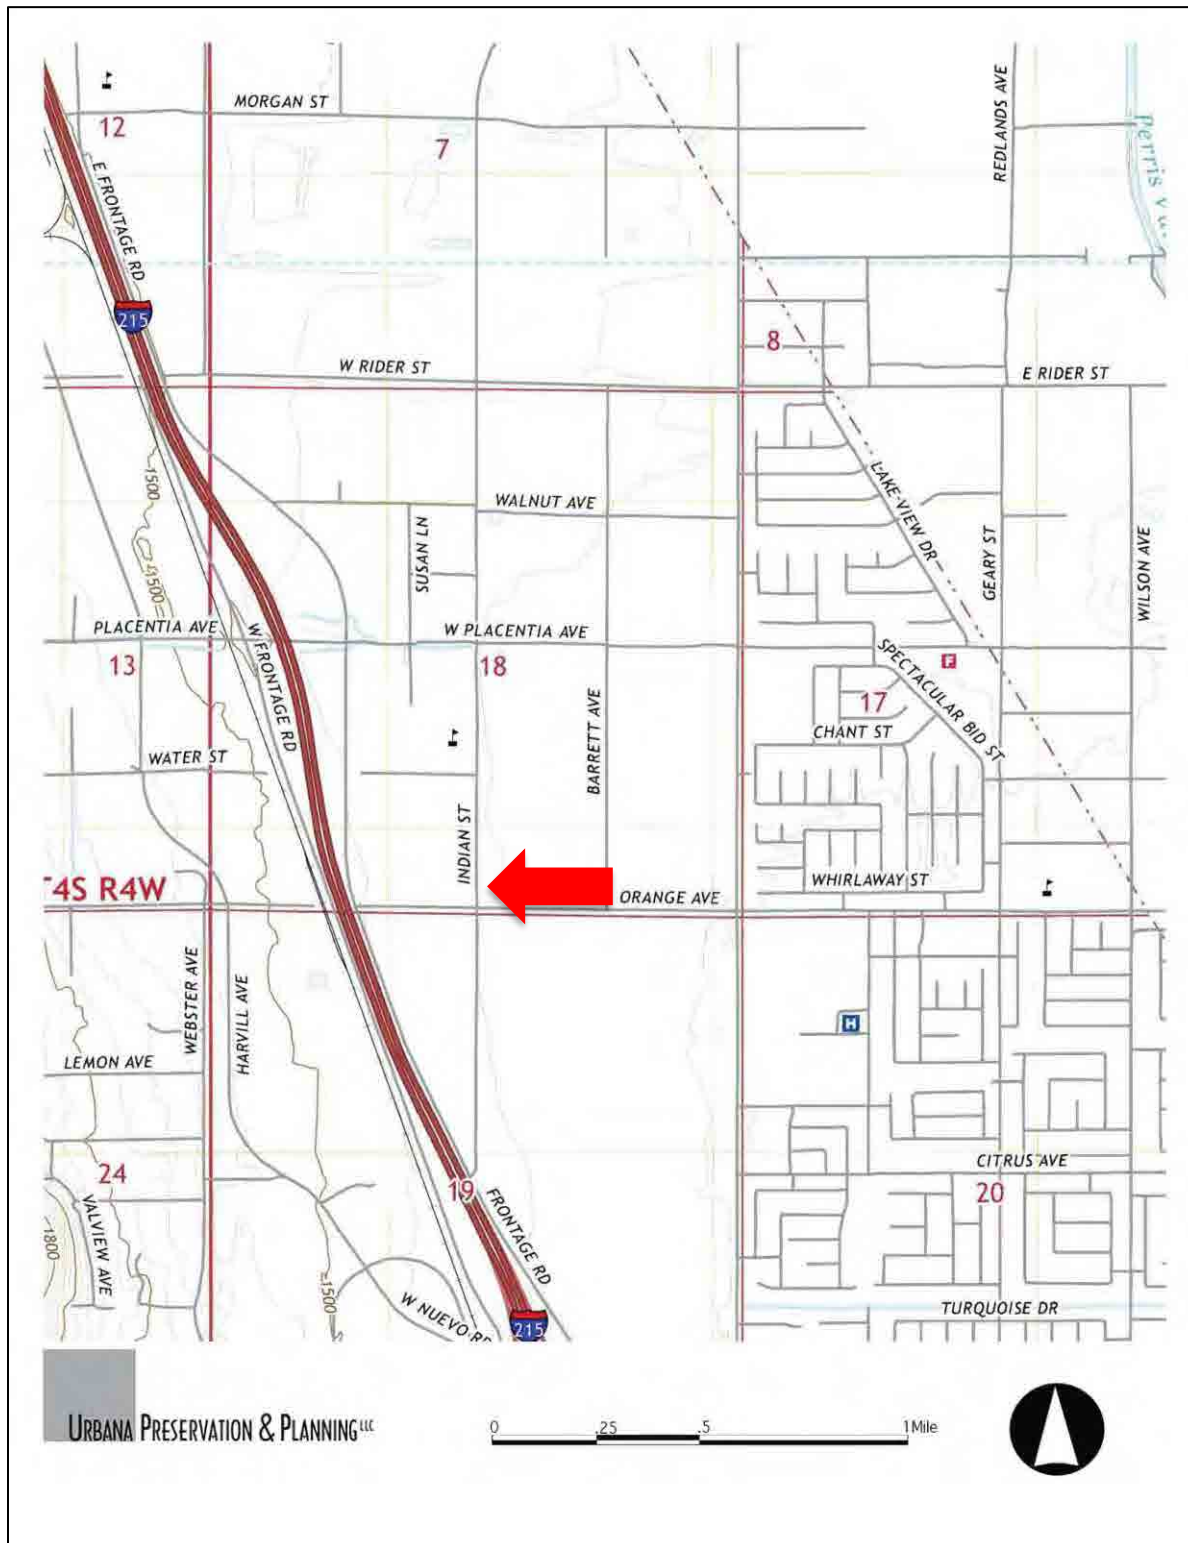 MORGAN ST
REDLANDS AVE
12
7
E FRONTAGE RD
215
8
W RIDER ST
E RIDER ST
1500
WALNUT AVE
LAKE VIEW DR
SUSAN LN
GEARY ST
WILSON AVE
1500
PLACENTIA AVE
W PLACENTIA AVE
13
W FRONTAGE RD
18
SPECTACULAR BID ST
F
17
BARRETT AVE
CHANT ST
WATER ST
INDIAN ST
WHIRLAWAY ST
T4S R4W
ORANGE AVE
WEBSTER AVE
HARVILL AVE
H
LEMON AVE
CITRUS AVE
24
19
20
VALVIEW AVE
1800
FRONTAGE RD
1500
W NUEVO RD
215
TURQUOISE DR
URBANA PRESERVATION & PLANNING LLC
0 .25 .5 1 Mile